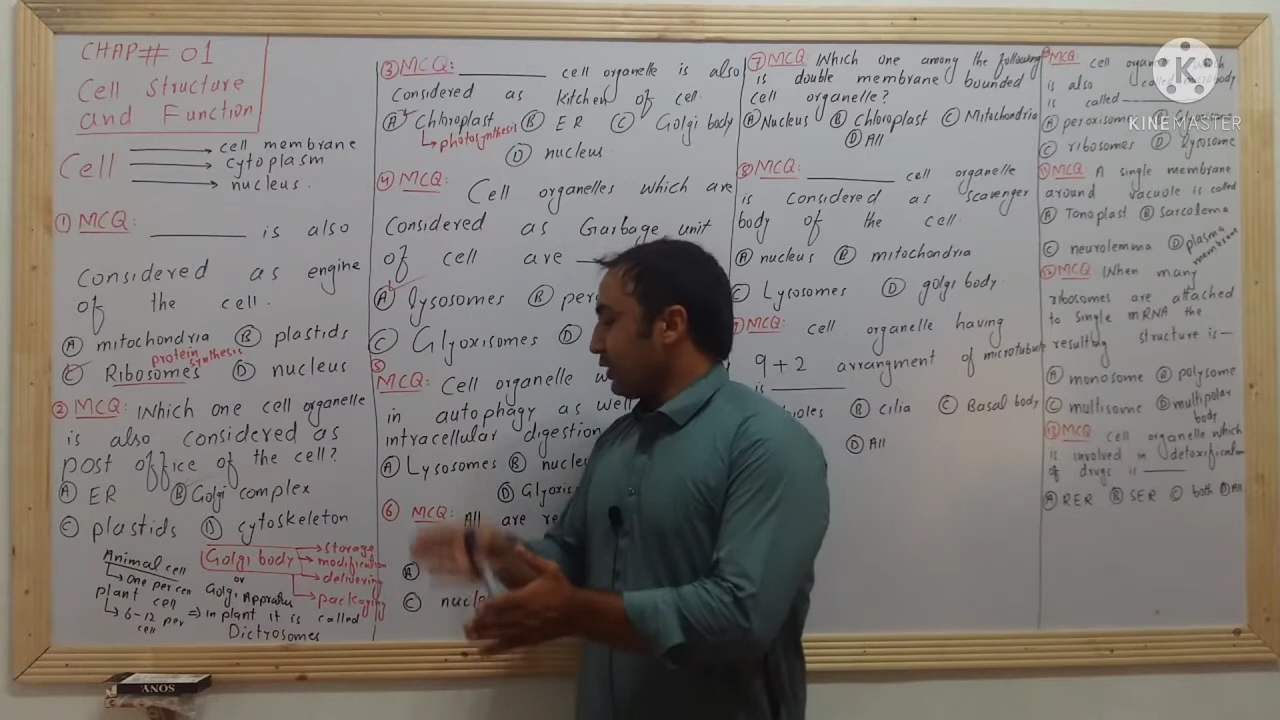 CHAP# 01
Cell Structure
and Function
Cell
cell membrane
cytoplasm
nucleus.
① MCQ: ________ is also
Considered as engine
of the cell.
Ⓐ mitochondria Ⓑ plastids
protein synthesis
Ⓒ Ribosomes Ⓓ nucleus
② MCQ: Which one cell organelle
is also considered as
post office of the cell?
Ⓐ ER Ⓑ Golgi complex
Ⓒ plastids Ⓓ cytoskeleton
Animal cell
one per cell
plant cell
6-12 per cell
Golgi body
or
Golgi Appratus
storage
modification
delivering
packaging
⇒ in plant it is called
Dictyosomes
③ MCQ: ________ cell organelle is also
Considered as kitchen of cell.
Ⓐ Chloroplast Ⓑ ER Ⓒ Golgi body
photosynthesis
Ⓓ nucleus.
④ MCQ: Cell organelles which are
Considered as Garbage unit
of cell are
Ⓐ lysosomes Ⓑ
Ⓒ Glyoxisomes Ⓓ
⑤
MCQ: Cell organelle
in autophagy as well
intracellular digestion
Ⓐ Lysosomes Ⓑ
Ⓓ
⑥ MCQ: All are
Ⓐ
Ⓒ
⑦ MCQ Which one among the following
is double membrane bounded
cell organelle?
Ⓐ Nucleus Ⓑ Chloroplast Ⓒ Mitochondria
Ⓓ All
⑧ MCQ: ________ cell organelle
is considered as scavenger
body of the cell.
Ⓐ nucleus Ⓑ mitochondria
Ⓒ Lysosomes Ⓓ golgi body.
MCQ: cell organelle having
9+2 arrangment of microtubule
is ________
Ⓑ cilia Ⓒ Basal body
Ⓓ All
MCQ: cell
is also called
is called ________
Ⓐ peroxisome Ⓑ
Ⓒ ribosomes Ⓓ lysosome
MCQ: A single membrane
around vacuole is called
Ⓐ Tonoplast Ⓑ Sarcolema
Ⓒ neurolemma Ⓓ plasma membrane
⑫ MCQ When many
ribosomes are attached
to single mRNA the
resulting structure is —
Ⓐ monosome Ⓑ polysome
Ⓒ multisome Ⓓ multipolar body
⑬ MCQ cell organelle which
is involved in detoxification
of drugs is ____
Ⓐ RER Ⓑ SER Ⓒ both Ⓓ All
K
KINEMASTER
SONY